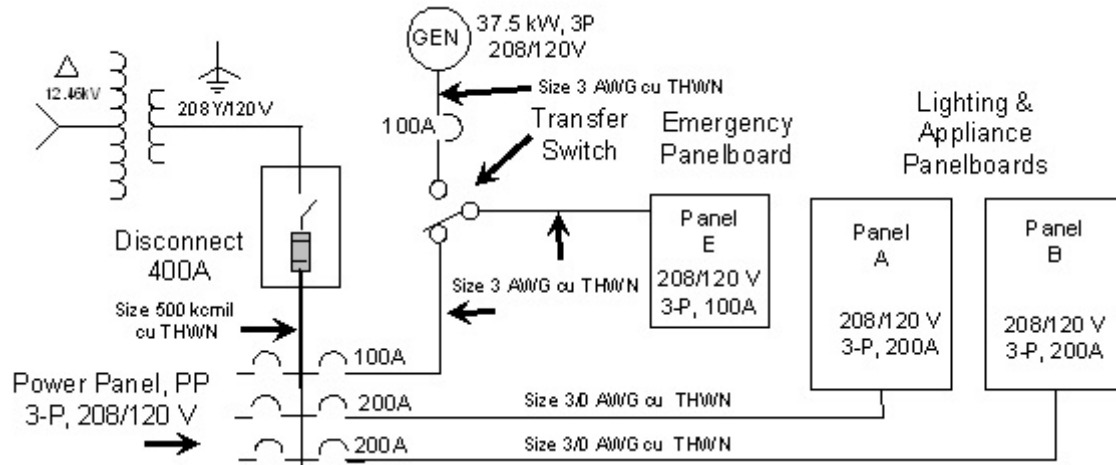 GEN
37.5 kW, 3P
208/120V
12.46kV
208Y/120V
Size 3 AWG cu THWN
100A
Transfer
Switch
Emergency
Panelboard
Lighting &
Appliance
Panelboards
Disconnect
400A
Panel
E
208/120 V
3-P, 100A
Panel
A
208/120 V
3-P, 200A
Panel
B
208/120 V
3-P, 200A
Size 500 kcmil
cu THWN
Size 3 AWG cu THWN
100A
Power Panel, PP
3-P, 208/120 V
200A
Size 3/0 AWG cu THWN
200A
Size 3/0 AWG cu THWN